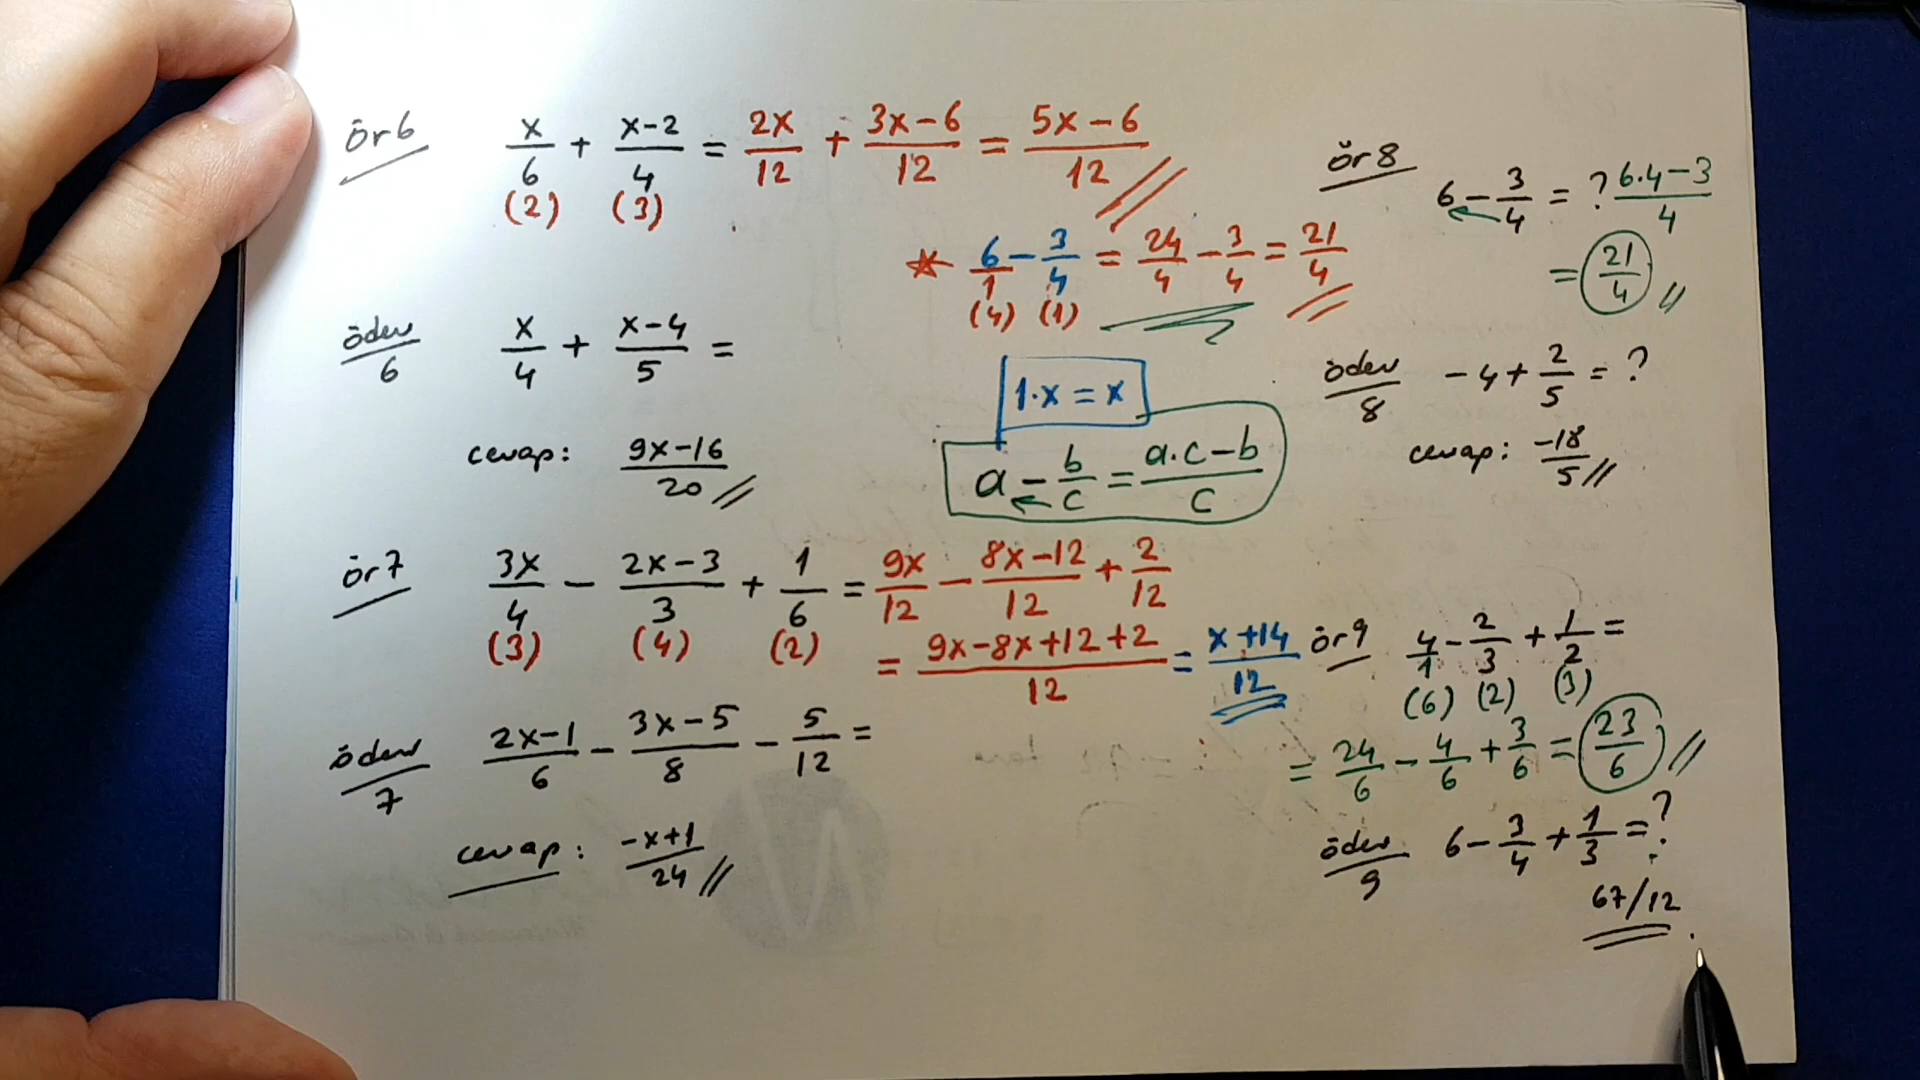 ör6 x/6 + x-2/4 = 2x/12 + 3x-6/12 = 5x-6/12
(2) (3)
* 6/1 - 3/4 = 24/4 - 3/4 = 21/4
(4) (1)
ödev 6 x/4 + x-4/5 =
cevap: 9x-16/20
1·x = x
a - b/c = a.c-b/c
ör7 3x/4 - 2x-3/3 + 1/6 = 9x/12 - 8x-12/12 + 2/12
(3) (4) (2)
= 9x-8x+12+2/12 = x+14/12
ödev 7 2x-1/6 - 3x-5/8 - 5/12 =
cevap: -x+1/24
ör8 6 - 3/4 = ? 6.4-3/4
= 21/4
ödev 8 -4 + 2/5 = ?
cevap: -18/5
ör9 4/1 - 2/3 + 1/2 =
(6) (2) (3)
= 24/6 - 4/6 + 3/6 = 23/6
ödev 9 6 - 3/4 + 1/3 = ?
67/12